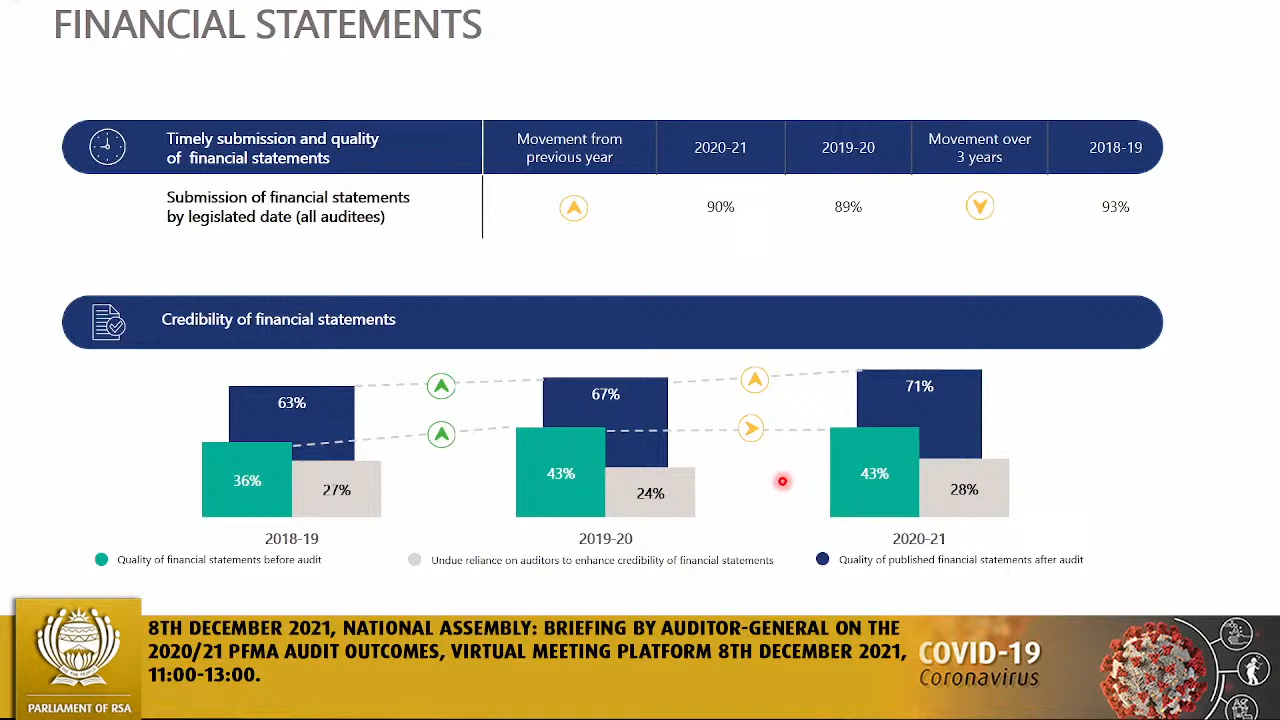 FINANCIAL STATEMENTS
Timely submission and quality
of financial statements
Movement from
previous year
2020-21
2019-20
Movement over
3 years
2018-19
Submission of financial statements
by legislated date (all auditees)
90%
89%
93%
Credibility of financial statements
63%
67%
71%
36%
27%
43%
24%
43%
28%
2018-19
2019-20
2020-21
Quality of financial statements before audit
Undue reliance on auditors to enhance credibility of financial statements
Quality of published financial statements after audit
8TH DECEMBER 2021, NATIONAL ASSEMBLY: BRIEFING BY AUDITOR-GENERAL ON THE
2020/21 PFMA AUDIT OUTCOMES, VIRTUAL MEETING PLATFORM 8TH DECEMBER 2021,
11:00-13:00.
COVID-19
Coronavirus
PARLIAMENT OF RSA